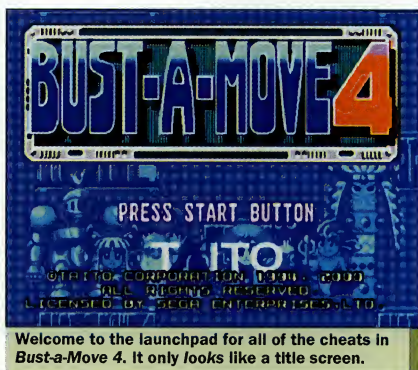 BUST-A-MOVE 4
PRESS START BUTTON
T ITO
©TAITO CORPORATION 1998, 2000
ALL RIGHTS RESERVED.
LICENSED BY SEGA ENTERPRISES,LTD.
Welcome to the launchpad for all of the cheats in
Bust-a-Move 4. It only looks like a title screen.